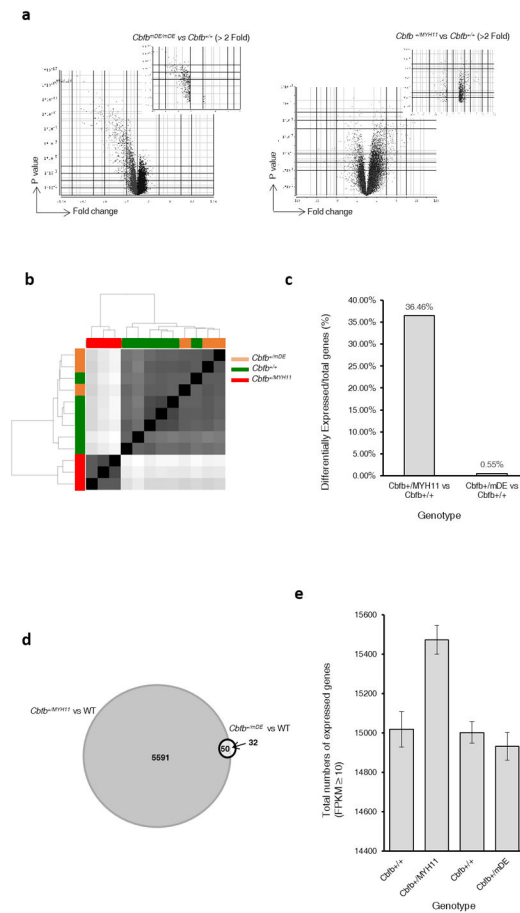 a
Cbfb^mDE/mDE vs Cbfb^+/+ (> 2 Fold)
Cbfb^+/MYH11 vs Cbfb^+/+ (>2 Fold)
P value
Fold change
P value
Fold change
b
Cbfb^+/mDE
Cbfb^+/+
Cbfb^+/MYH11
c
Differentially Expressed/total genes (%)
40.00%
35.00%
30.00%
25.00%
20.00%
15.00%
10.00%
5.00%
0.00%
36.46%
0.55%
Cbfb+/MYH11 vs
Cbfb+/+
Cbfb+/mDE vs
Cbfb+/+
Genotype
d
Cbfb^+/MYH11 vs WT
Cbfb^+/mDE vs WT
5591
50
32
e
Total numbers of expressed genes
(FPKM ≥ 10)
15600
15400
15200
15000
14800
14600
14400
Cbfb+/+
Cbfb+/MYH11
Cbfb+/+
Cbfb+/mDE
Genotype